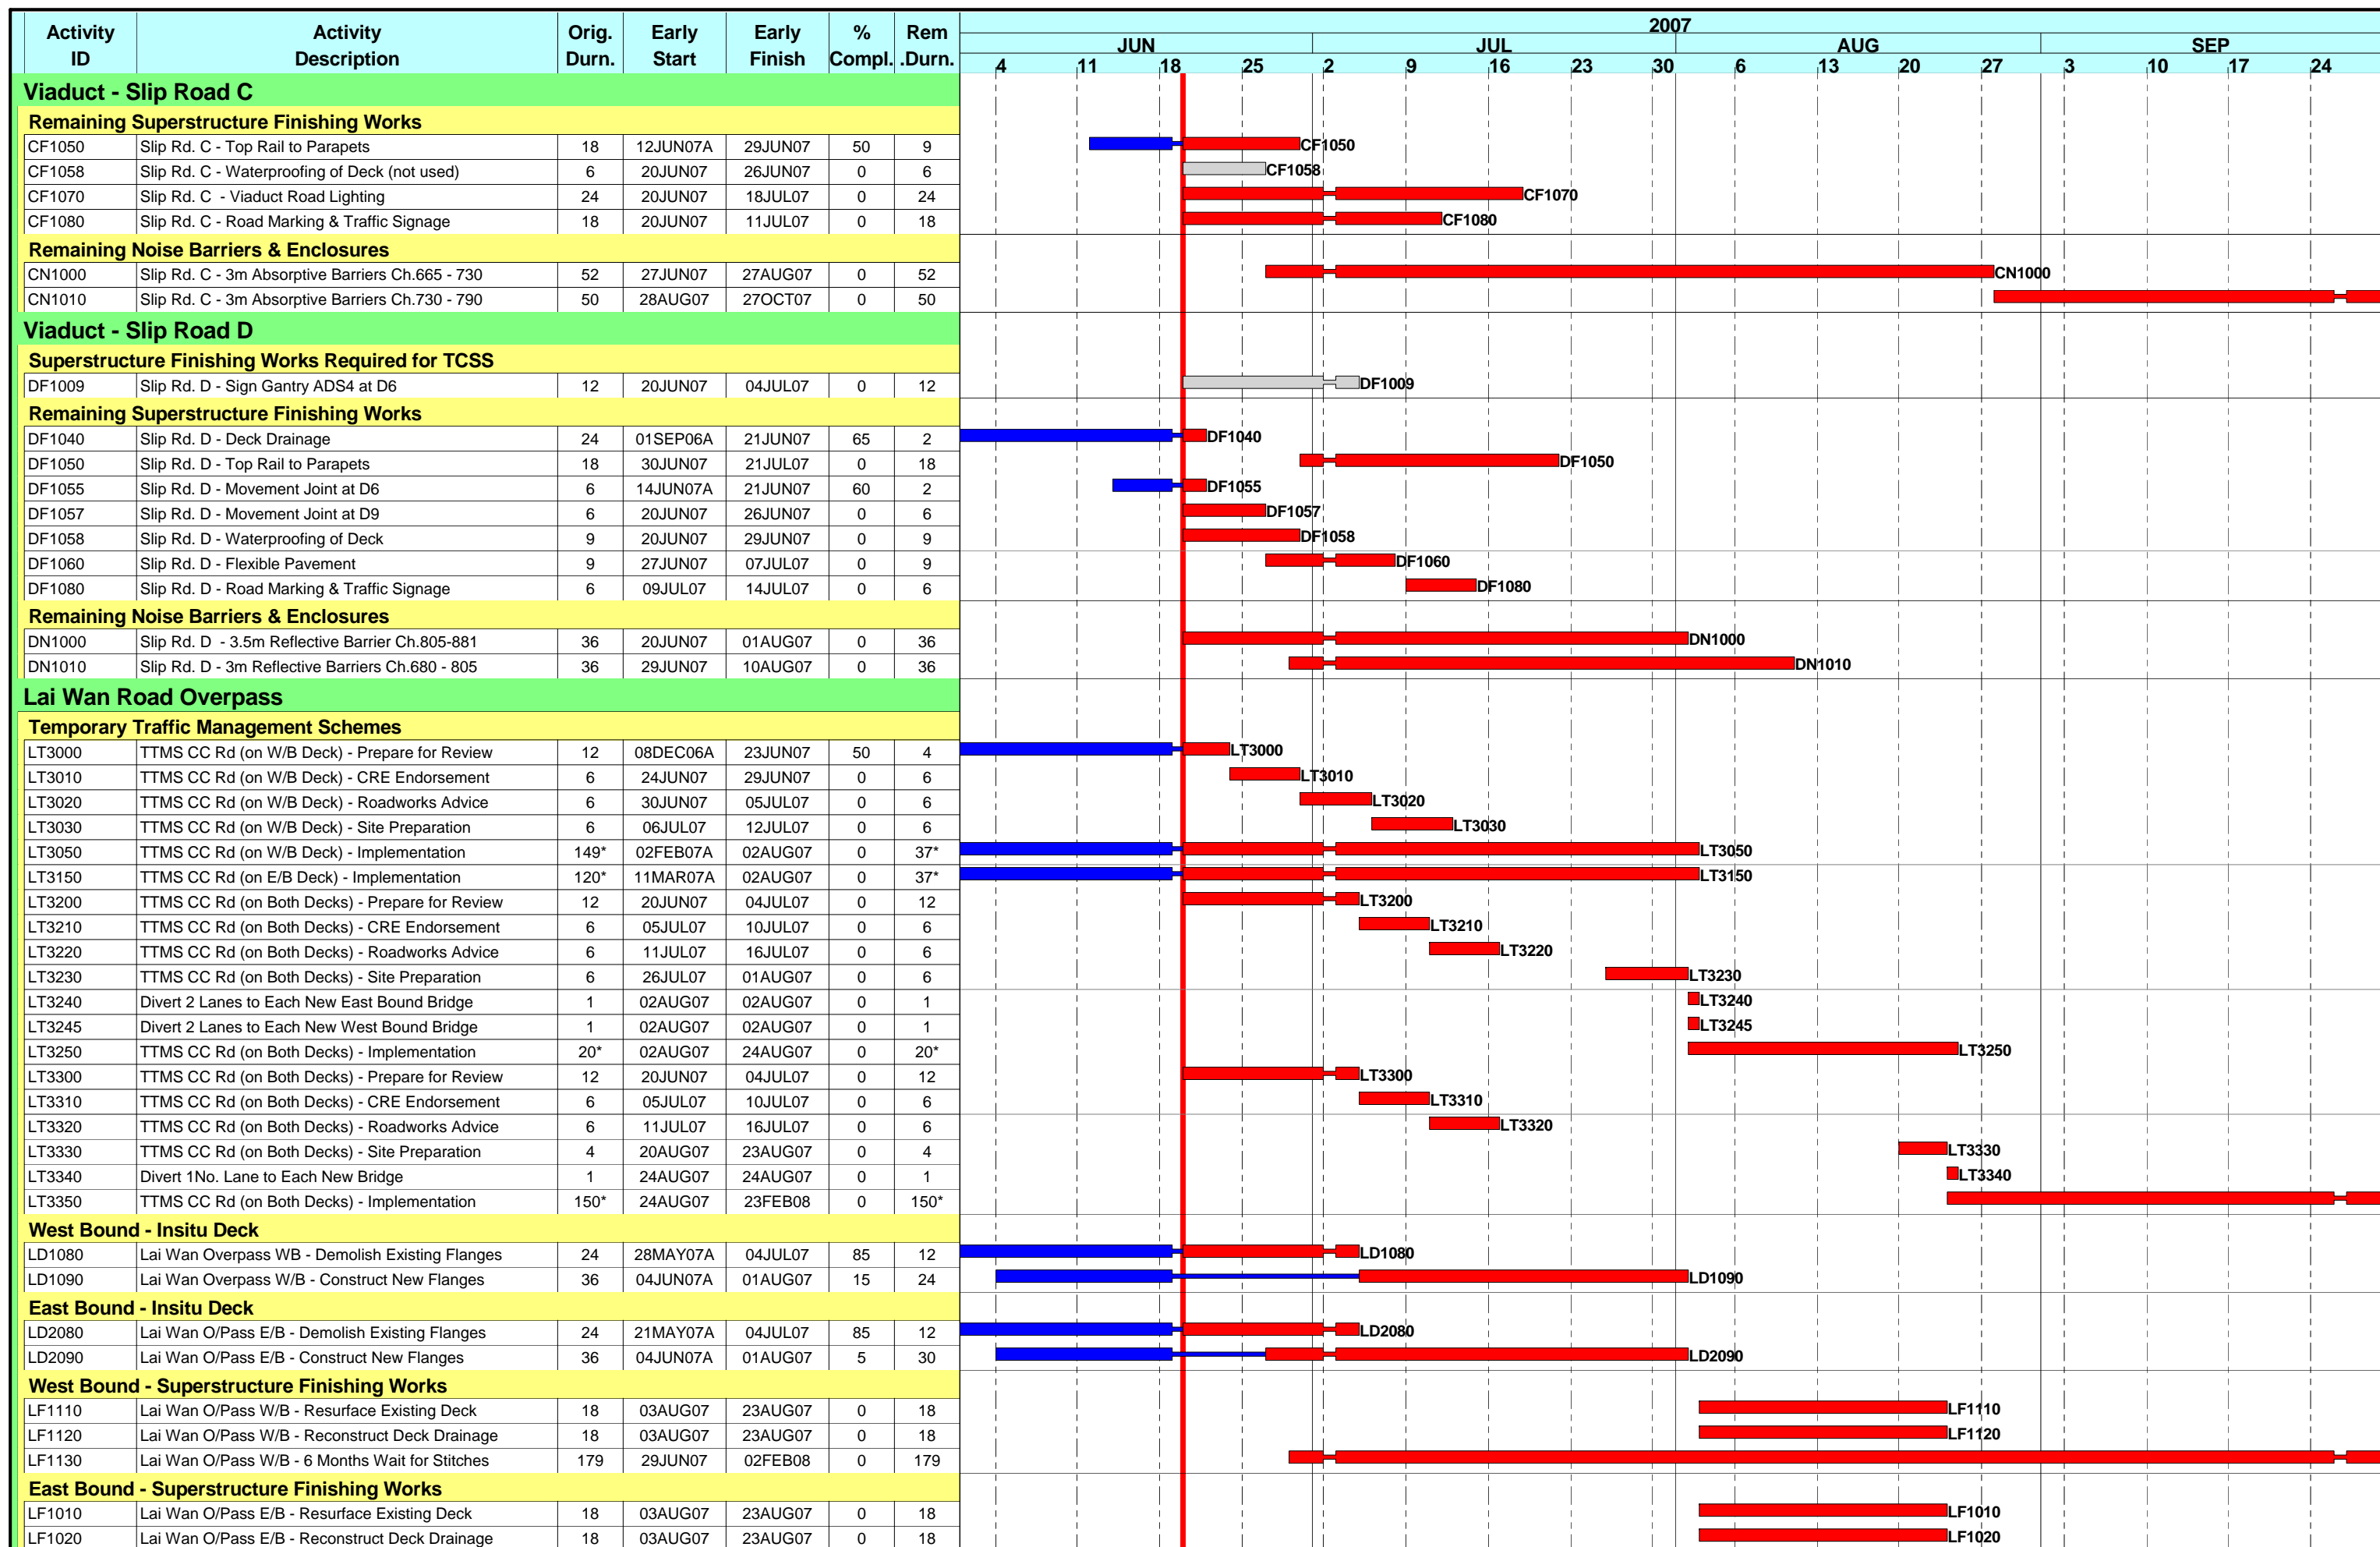 Activity ID Activity Description Orig. Durn. Early Start Early Finish % Compl. Rem .Durn.
2007
JUN JUL AUG SEP
4 11 18 25 2 9 16 23 30 6 13 20 27 3 10 17 24
Viaduct - Slip Road C
Remaining Superstructure Finishing Works
CF1050 Slip Rd. C - Top Rail to Parapets 18 12JUN07A 29JUN07 50 9 CF1050
CF1058 Slip Rd. C - Waterproofing of Deck (not used) 6 20JUN07 26JUN07 0 6 CF1058
CF1070 Slip Rd. C - Viaduct Road Lighting 24 20JUN07 18JUL07 0 24 CF1070
CF1080 Slip Rd. C - Road Marking & Traffic Signage 18 20JUN07 11JUL07 0 18 CF1080
Remaining Noise Barriers & Enclosures
CN1000 Slip Rd. C - 3m Absorptive Barriers Ch.665 - 730 52 27JUN07 27AUG07 0 52 CN1000
CN1010 Slip Rd. C - 3m Absorptive Barriers Ch.730 - 790 50 28AUG07 27OCT07 0 50
Viaduct - Slip Road D
Superstructure Finishing Works Required for TCSS
DF1009 Slip Rd. D - Sign Gantry ADS4 at D6 12 20JUN07 04JUL07 0 12 DF1009
Remaining Superstructure Finishing Works
DF1040 Slip Rd. D - Deck Drainage 24 01SEP06A 21JUN07 65 2 DF1040
DF1050 Slip Rd. D - Top Rail to Parapets 18 30JUN07 21JUL07 0 18 DF1050
DF1055 Slip Rd. D - Movement Joint at D6 6 14JUN07A 21JUN07 60 2 DF1055
DF1057 Slip Rd. D - Movement Joint at D9 6 20JUN07 26JUN07 0 6 DF1057
DF1058 Slip Rd. D - Waterproofing of Deck 9 20JUN07 29JUN07 0 9 DF1058
DF1060 Slip Rd. D - Flexible Pavement 9 27JUN07 07JUL07 0 9 DF1060
DF1080 Slip Rd. D - Road Marking & Traffic Signage 6 09JUL07 14JUL07 0 6 DF1080
Remaining Noise Barriers & Enclosures
DN1000 Slip Rd. D - 3.5m Reflective Barrier Ch.805-881 36 20JUN07 01AUG07 0 36 DN1000
DN1010 Slip Rd. D - 3m Reflective Barriers Ch.680 - 805 36 29JUN07 10AUG07 0 36 DN1010
Lai Wan Road Overpass
Temporary Traffic Management Schemes
LT3000 TTMS CC Rd (on W/B Deck) - Prepare for Review 12 08DEC06A 23JUN07 50 4 LT3000
LT3010 TTMS CC Rd (on W/B Deck) - CRE Endorsement 6 24JUN07 29JUN07 0 6 LT3010
LT3020 TTMS CC Rd (on W/B Deck) - Roadworks Advice 6 30JUN07 05JUL07 0 6 LT3020
LT3030 TTMS CC Rd (on W/B Deck) - Site Preparation 6 06JUL07 12JUL07 0 6 LT3030
LT3050 TTMS CC Rd (on W/B Deck) - Implementation 149* 02FEB07A 02AUG07 0 37* LT3050
LT3150 TTMS CC Rd (on E/B Deck) - Implementation 120* 11MAR07A 02AUG07 0 37* LT3150
LT3200 TTMS CC Rd (on Both Decks) - Prepare for Review 12 20JUN07 04JUL07 0 12 LT3200
LT3210 TTMS CC Rd (on Both Decks) - CRE Endorsement 6 05JUL07 10JUL07 0 6 LT3210
LT3220 TTMS CC Rd (on Both Decks) - Roadworks Advice 6 11JUL07 16JUL07 0 6 LT3220
LT3230 TTMS CC Rd (on Both Decks) - Site Preparation 6 26JUL07 01AUG07 0 6 LT3230
LT3240 Divert 2 Lanes to Each New East Bound Bridge 1 02AUG07 02AUG07 0 1 LT3240
LT3245 Divert 2 Lanes to Each New West Bound Bridge 1 02AUG07 02AUG07 0 1 LT3245
LT3250 TTMS CC Rd (on Both Decks) - Implementation 20* 02AUG07 24AUG07 0 20* LT3250
LT3300 TTMS CC Rd (on Both Decks) - Prepare for Review 12 20JUN07 04JUL07 0 12 LT3300
LT3310 TTMS CC Rd (on Both Decks) - CRE Endorsement 6 05JUL07 10JUL07 0 6 LT3310
LT3320 TTMS CC Rd (on Both Decks) - Roadworks Advice 6 11JUL07 16JUL07 0 6 LT3320
LT3330 TTMS CC Rd (on Both Decks) - Site Preparation 4 20AUG07 23AUG07 0 4 LT3330
LT3340 Divert 1No. Lane to Each New Bridge 1 24AUG07 24AUG07 0 1 LT3340
LT3350 TTMS CC Rd (on Both Decks) - Implementation 150* 24AUG07 23FEB08 0 150*
West Bound - Insitu Deck
LD1080 Lai Wan Overpass WB - Demolish Existing Flanges 24 28MAY07A 04JUL07 85 12 LD1080
LD1090 Lai Wan Overpass W/B - Construct New Flanges 36 04JUN07A 01AUG07 15 24 LD1090
East Bound - Insitu Deck
LD2080 Lai Wan O/Pass E/B - Demolish Existing Flanges 24 21MAY07A 04JUL07 85 12 LD2080
LD2090 Lai Wan O/Pass E/B - Construct New Flanges 36 04JUN07A 01AUG07 5 30 LD2090
West Bound - Superstructure Finishing Works
LF1110 Lai Wan O/Pass W/B - Resurface Existing Deck 18 03AUG07 23AUG07 0 18 LF1110
LF1120 Lai Wan O/Pass W/B - Reconstruct Deck Drainage 18 03AUG07 23AUG07 0 18 LF1120
LF1130 Lai Wan O/Pass W/B - 6 Months Wait for Stitches 179 29JUN07 02FEB08 0 179
East Bound - Superstructure Finishing Works
LF1010 Lai Wan O/Pass E/B - Resurface Existing Deck 18 03AUG07 23AUG07 0 18 LF1010
LF1020 Lai Wan O/Pass E/B - Reconstruct Deck Drainage 18 03AUG07 23AUG07 0 18 LF1020